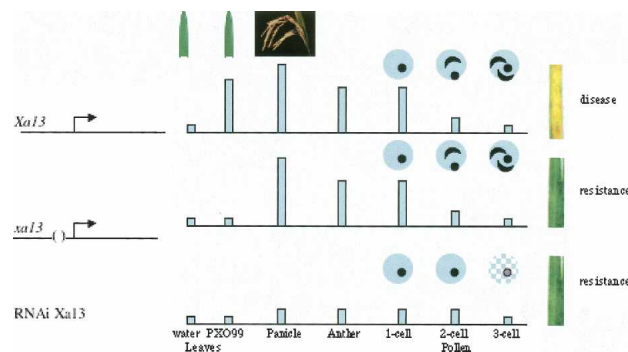 Xa13
disease
xa13
( )
resistance
RNAi Xa13
resistance
water PXO99 Panicle Anther 1-cell 2-cell 3-cell
Leaves Pollen